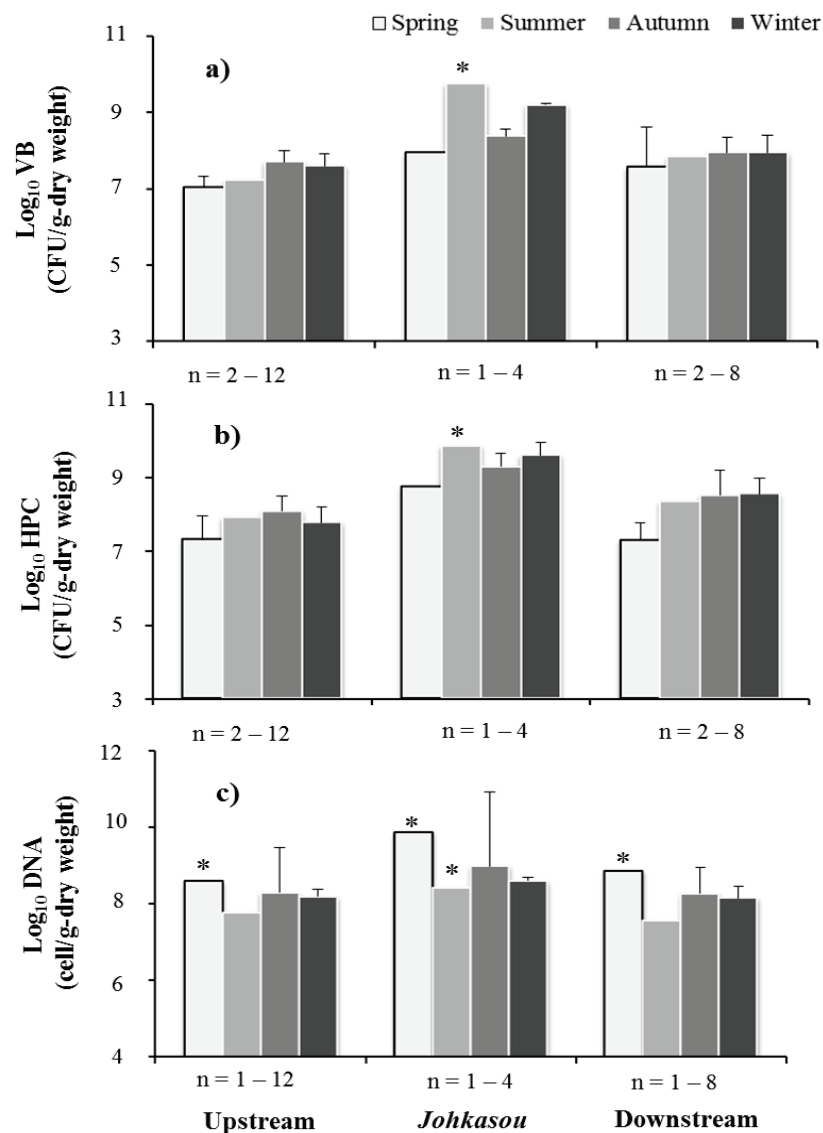 Spring Summer Autumn Winter
a)
Log₁₀ VB
(CFU/g-dry weight)
11
9
7
5
3
*
n = 2 – 12 n = 1 – 4 n = 2 – 8
b)
Log₁₀ HPC
(CFU/g-dry weight)
11
9
7
5
3
*
n = 2 – 12 n = 1 – 4 n = 2 – 8
c)
Log₁₀ DNA
(cell/g-dry weight)
12
10
8
6
4
* * * *
n = 1 – 12 n = 1 – 4 n = 1 – 8
Upstream Johkasou Downstream